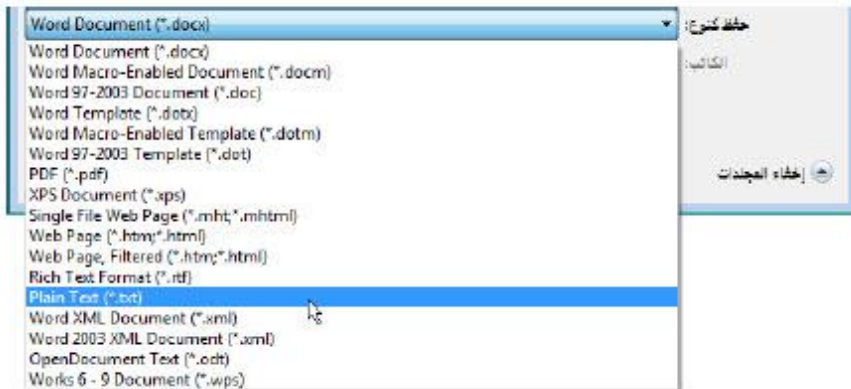 Word Document (*.docx)
حفظ كنوع:
الكاتب:
إخفاء المجلدات
Word Document (*.docx)
Word Macro-Enabled Document (*.docm)
Word 97-2003 Document (*.doc)
Word Template (*.dotx)
Word Macro-Enabled Template (*.dotm)
Word 97-2003 Template (*.dot)
PDF (*.pdf)
XPS Document (*.xps)
Single File Web Page (*.mht;*.mhtml)
Web Page (*.htm;*.html)
Web Page, Filtered (*.htm;*.html)
Rich Text Format (*.rtf)
Plain Text (*.txt)
Word XML Document (*.xml)
Word 2003 XML Document (*.xml)
OpenDocument Text (*.odt)
Works 6 - 9 Document (*.wps)